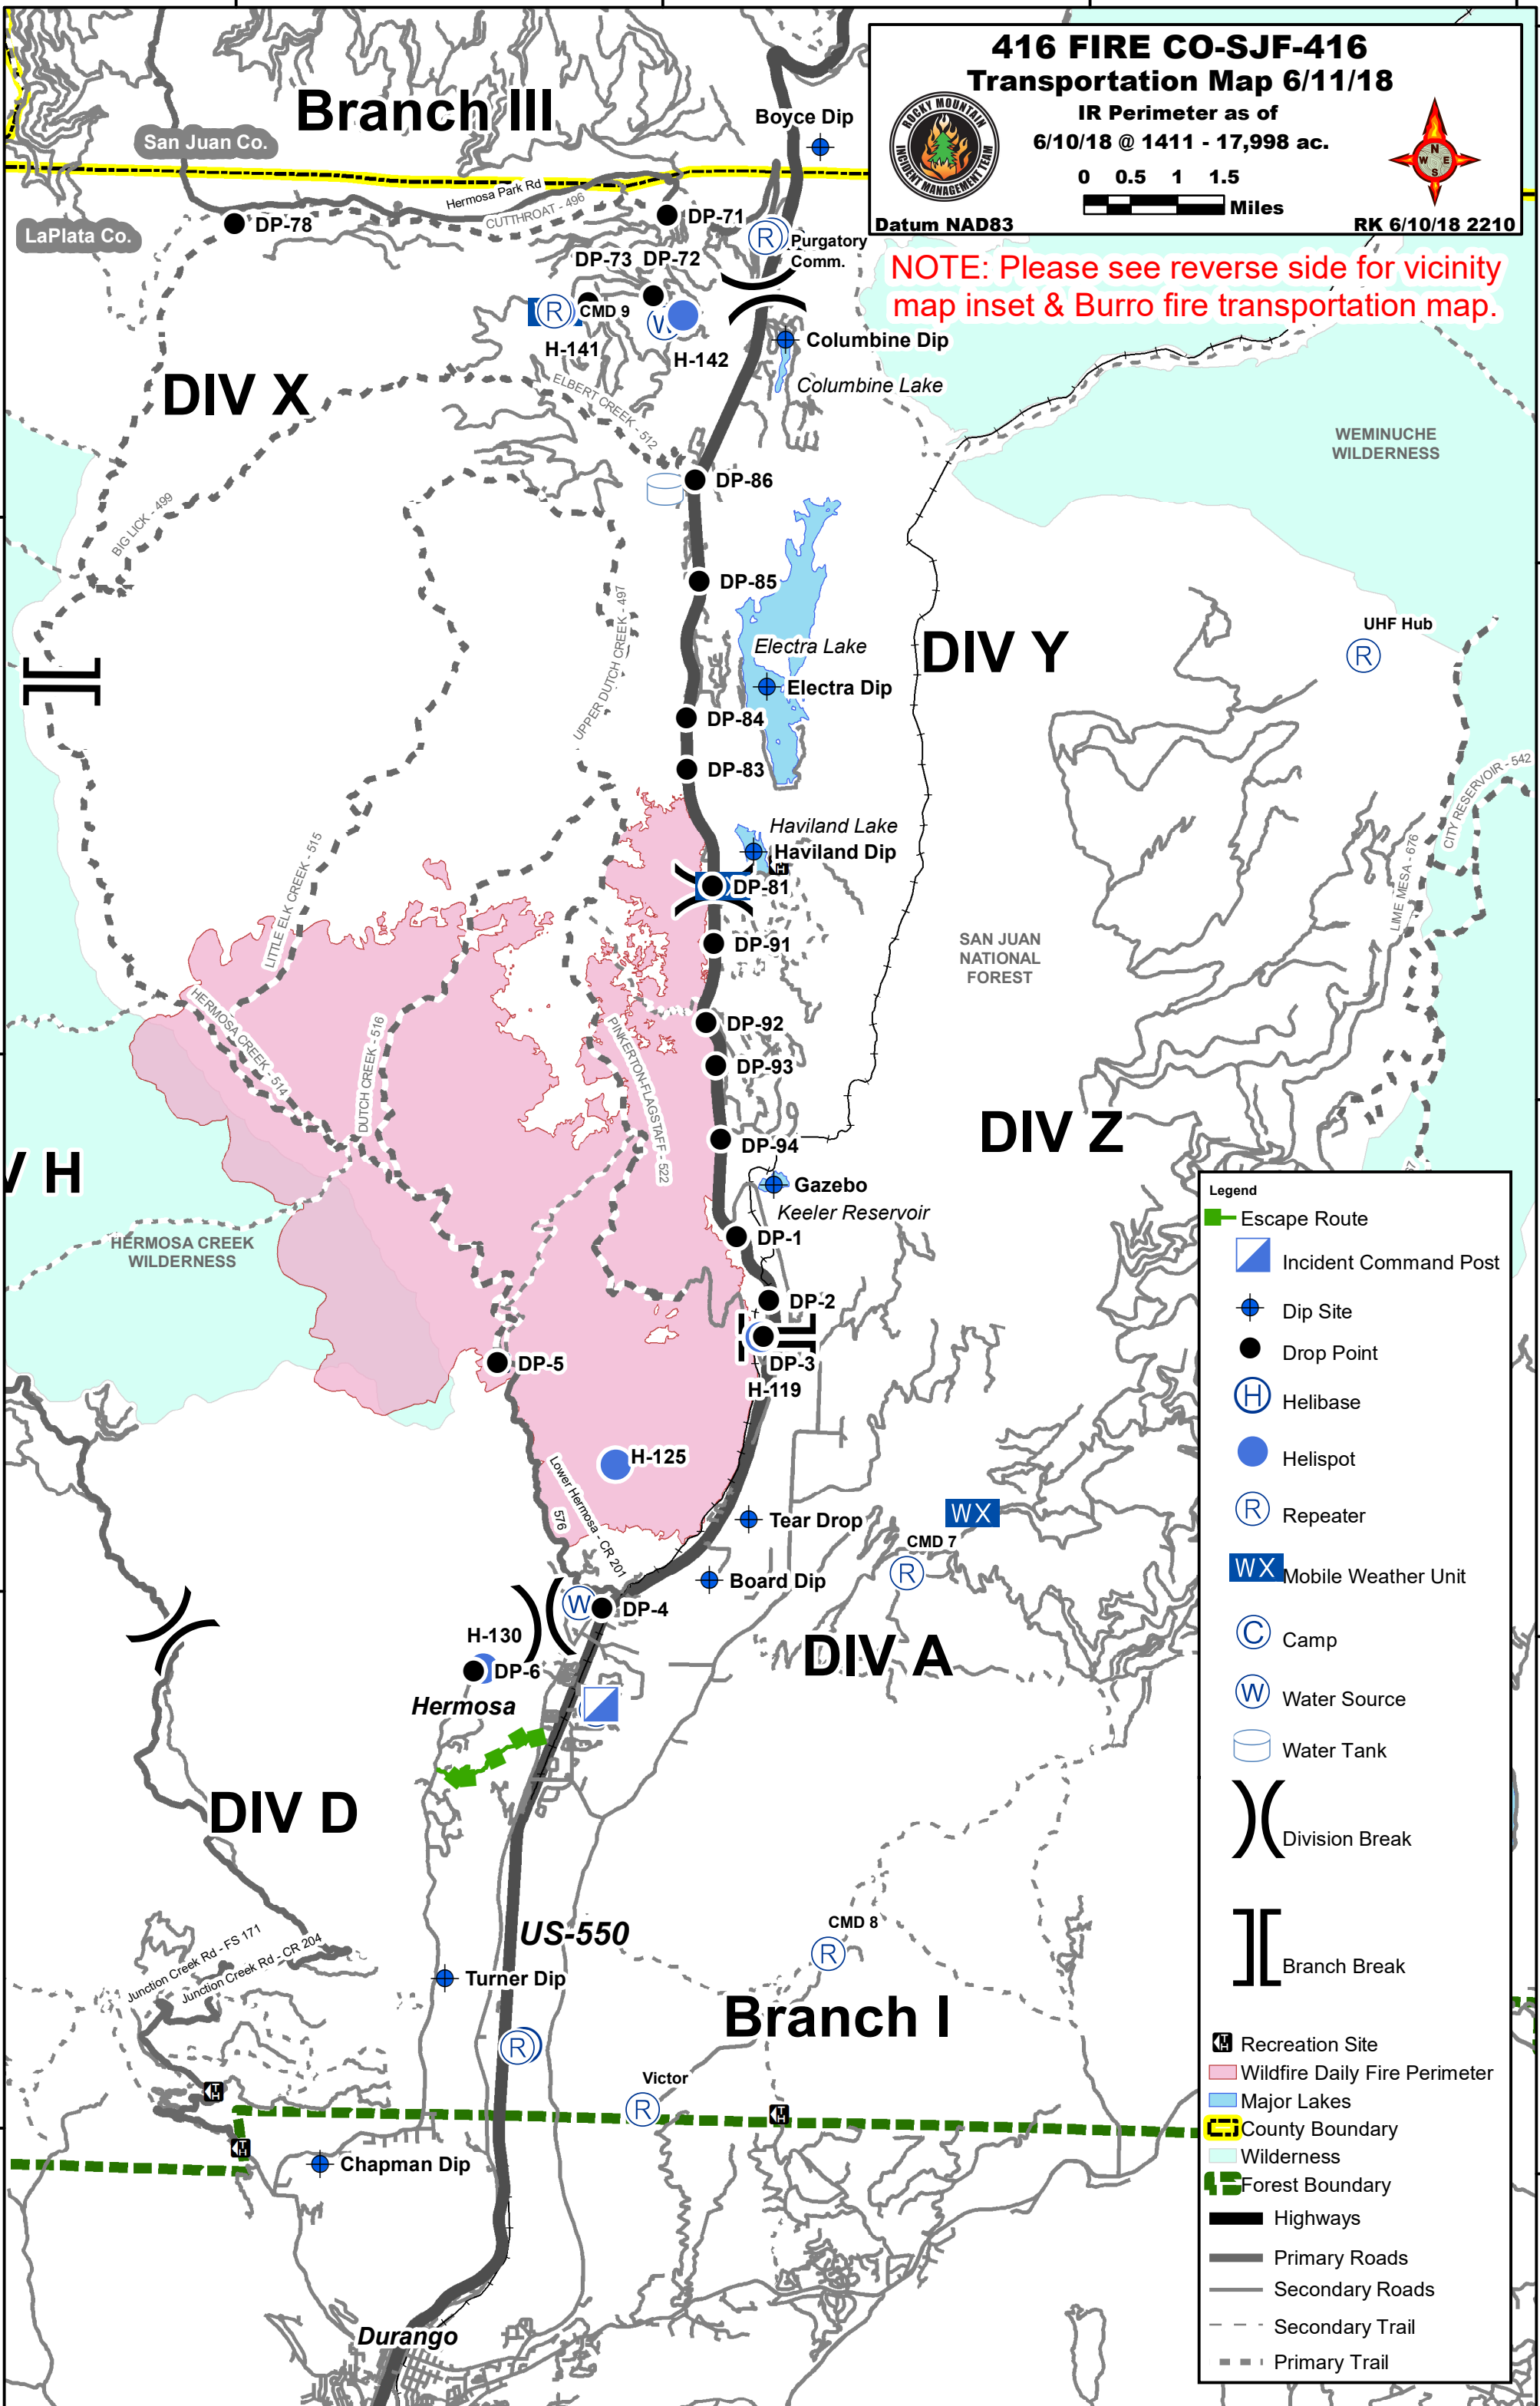 416 FIRE CO-SJF-416
Transportation Map 6/11/18
IR Perimeter as of
6/10/18 @ 1411 - 17,998 ac.
0 0.5 1 1.5
Miles
Datum NAD83
RK 6/10/18 2210
ROCKY MOUNTAIN
INCIDENT MANAGEMENT TEAM
N
W E
S
NOTE: Please see reverse side for vicinity
map inset & Burro fire transportation map.
Branch III
Boyce Dip
San Juan Co.
LaPlata Co.
Hermosa Park Rd
CUTTHROAT - 496
DP-78
DP-71
R
Purgatory
Comm.
DP-73
DP-72
R
CMD 9
W
H-141
H-142
Columbine Dip
Columbine Lake
DIV X
ELBERT CREEK - 512
WEMINUCHE
WILDERNESS
DP-86
BIG LICK - 499
DP-85
UPPER DUTCH CREEK - 497
Electra Lake
DIV Y
UHF Hub
R
Electra Dip
DP-84
DP-83
CITY RESERVOIR - 542
Haviland Lake
Haviland Dip
LITTLE ELK CREEK - 515
LIME MESA - 676
DP-81
DP-91
SAN JUAN
NATIONAL
FOREST
HERMOSA CREEK - 514
DUTCH CREEK - 516
PINKERTON-FLAGSTAFF - 522
DP-92
DP-93
DIV Z
DP-94
V H
Gazebo
Keeler Reservoir
HERMOSA CREEK
WILDERNESS
DP-1
DP-2
DP-3
H-119
DP-5
H-125
Lower Hermosa - CR 201
576
Tear Drop
WX
CMD 7
R
Board Dip
W
DP-4
H-130
DP-6
DIV A
Hermosa
DIV D
US-550
CMD 8
R
Junction Creek Rd - FS 171
Junction Creek Rd - CR 204
Turner Dip
Branch I
R
Victor
R
TH
TH
TH
Chapman Dip
Durango
Legend
Escape Route
Incident Command Post
Dip Site
Drop Point
H Helibase
Helispot
R Repeater
WX Mobile Weather Unit
C Camp
W Water Source
Water Tank
Division Break
Branch Break
TH Recreation Site
Wildfire Daily Fire Perimeter
Major Lakes
County Boundary
Wilderness
Forest Boundary
Highways
Primary Roads
Secondary Roads
Secondary Trail
Primary Trail